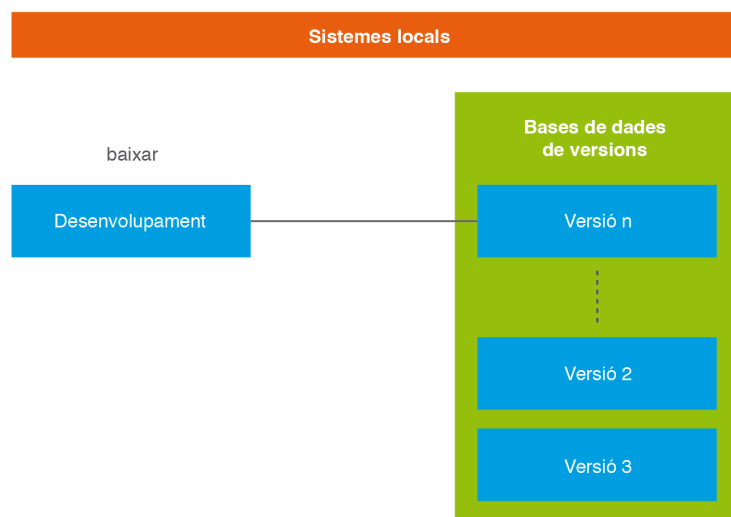 Sistemes locals
Bases de dades
de versions
baixar
Desenvolupament
Versió n
Versió 2
Versió 3